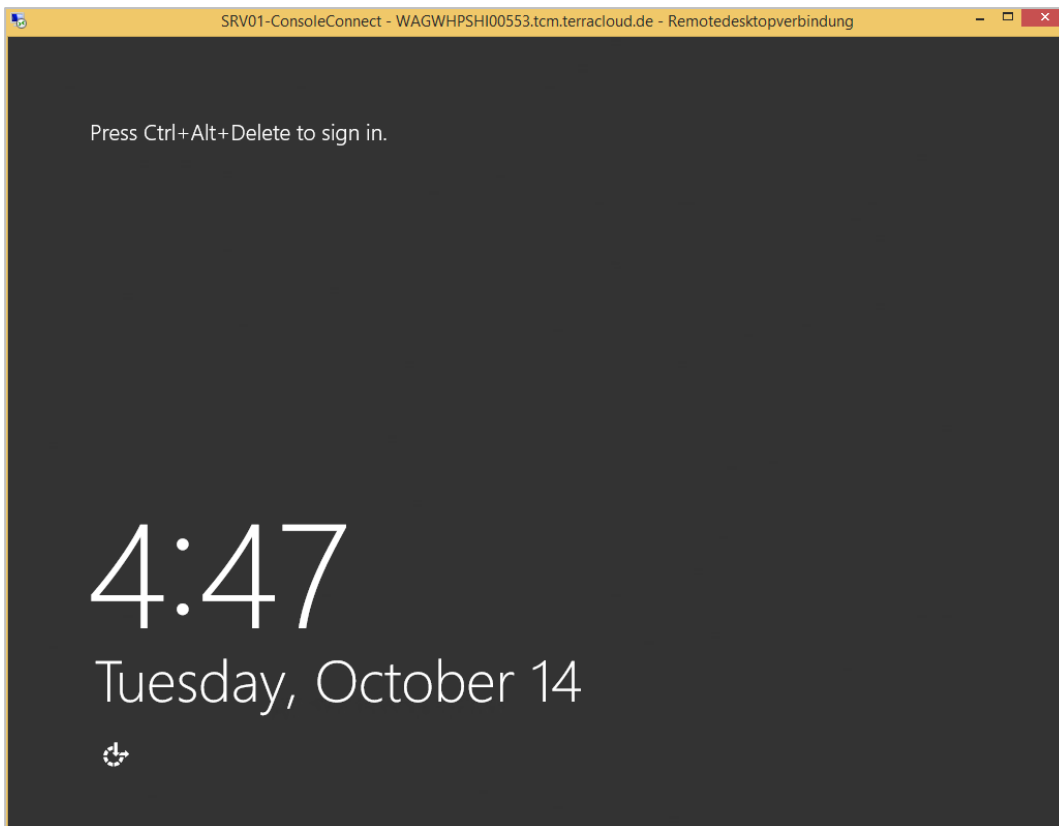 SRV01-ConsoleConnect - WAGWHPSHI00553.tcm.terracloud.de - Remotedesktopverbindung
Press Ctrl+Alt+Delete to sign in.
4:47
Tuesday, October 14